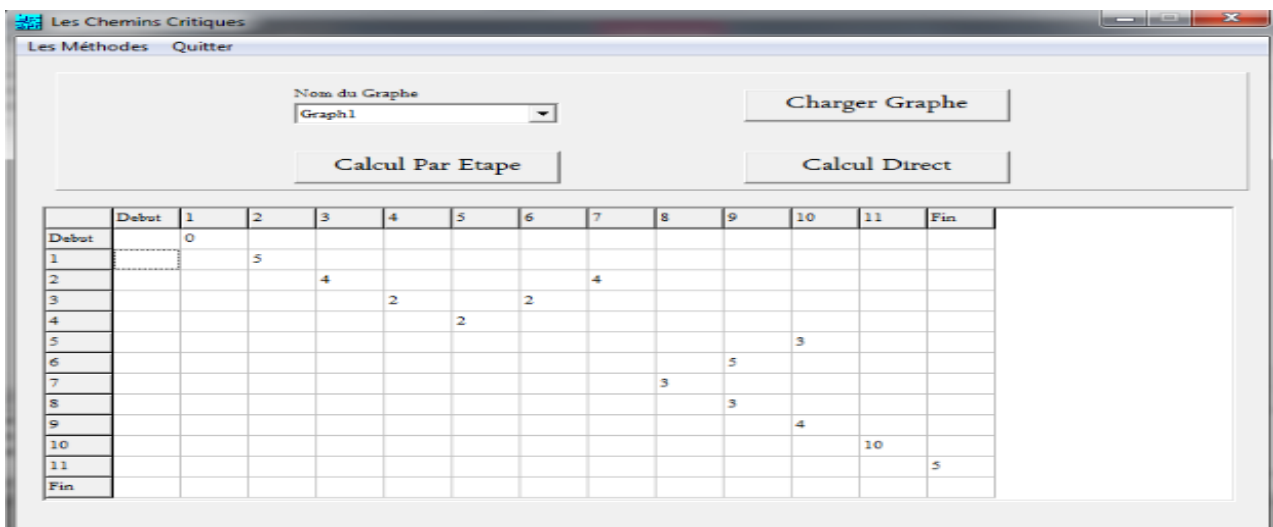 Les Chemins Critiques
Les Méthodes Quitter
Nom du Graphe
Graph1
Charger Graphe
Calcul Par Etape Calcul Direct
Debut 1 2 3 4 5 6 7 8 9 10 11 Fin
Debut 0
1 5
2 4 4
3 2 2
4 2
5 3
6 5
7 3
8 3
9 4
10 10
11 5
Fin